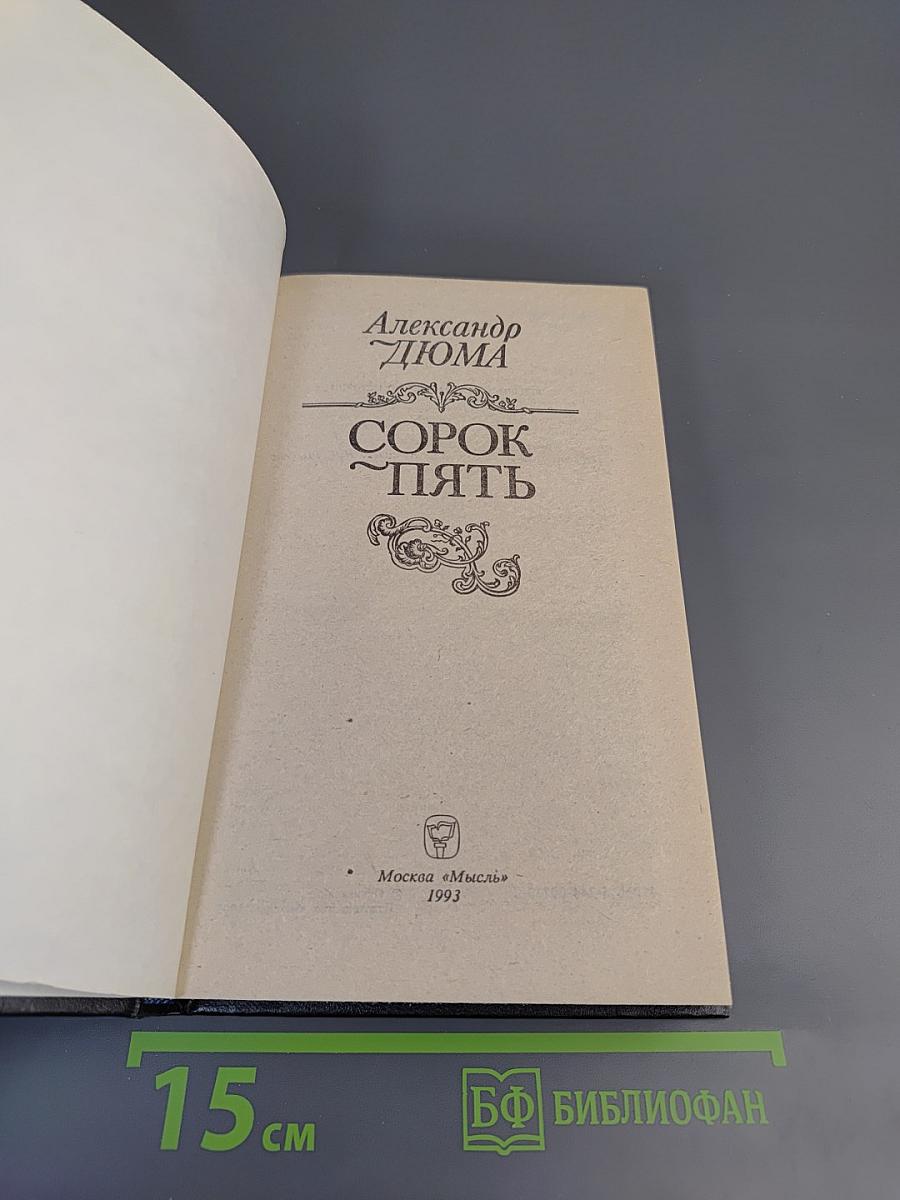 Александр
ДЮМА
СОРОК
ПЯТЬ
Москва «Мысль»
1993
15 см
БФ БИБЛИОФАН